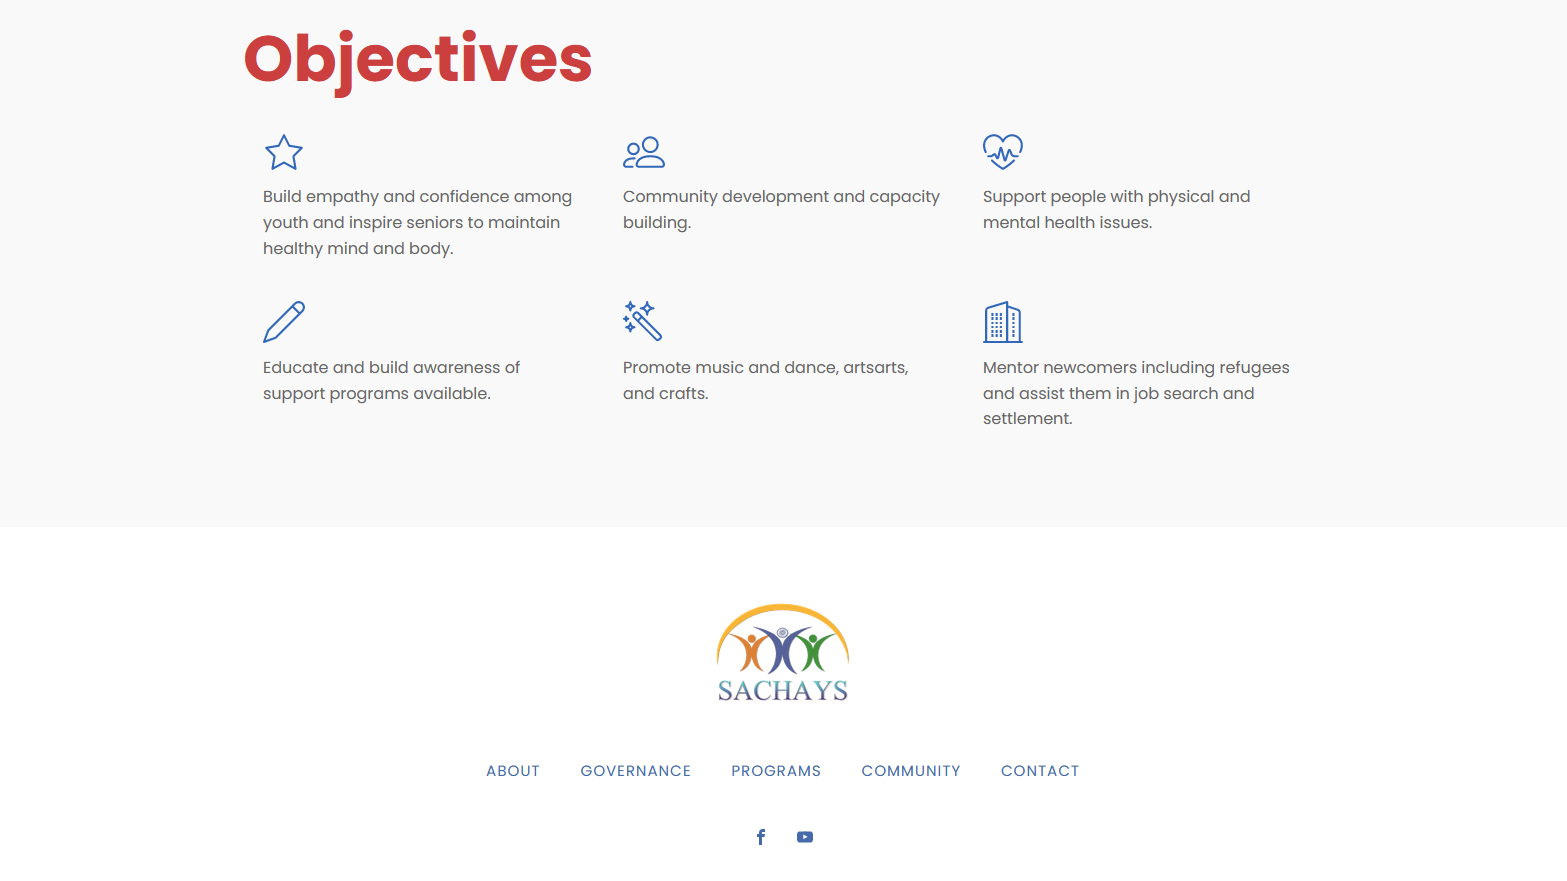 Objectives
Build empathy and confidence among
youth and inspire seniors to maintain
healthy mind and body.
Community development and capacity
building.
Support people with physical and
mental health issues.
Educate and build awareness of
support programs available.
Promote music and dance, artsarts,
and crafts.
Mentor newcomers including refugees
and assist them in job search and
settlement.
SACHAYS
ABOUT GOVERNANCE PROGRAMS COMMUNITY CONTACT